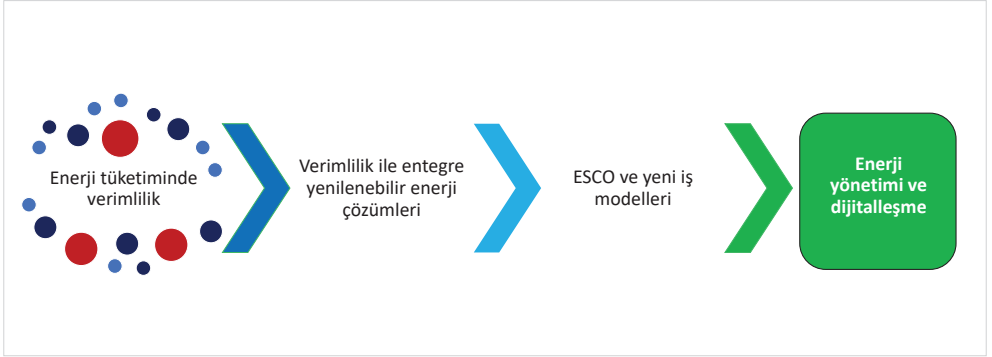 Enerji tüketiminde
verimlilik
Verimlilik ile entegre
yenilenebilir enerji
çözümleri
ESCO ve yeni iş
modelleri
Enerji
yönetimi ve
dijitalleşme